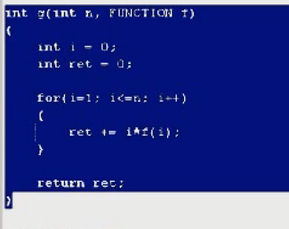 int g(int n, FUNCTION f)
{
int i = 0;
int ret = 0;
for(i=1; i<=n; i++)
{
ret += i*f(i);
}
return ret;
}